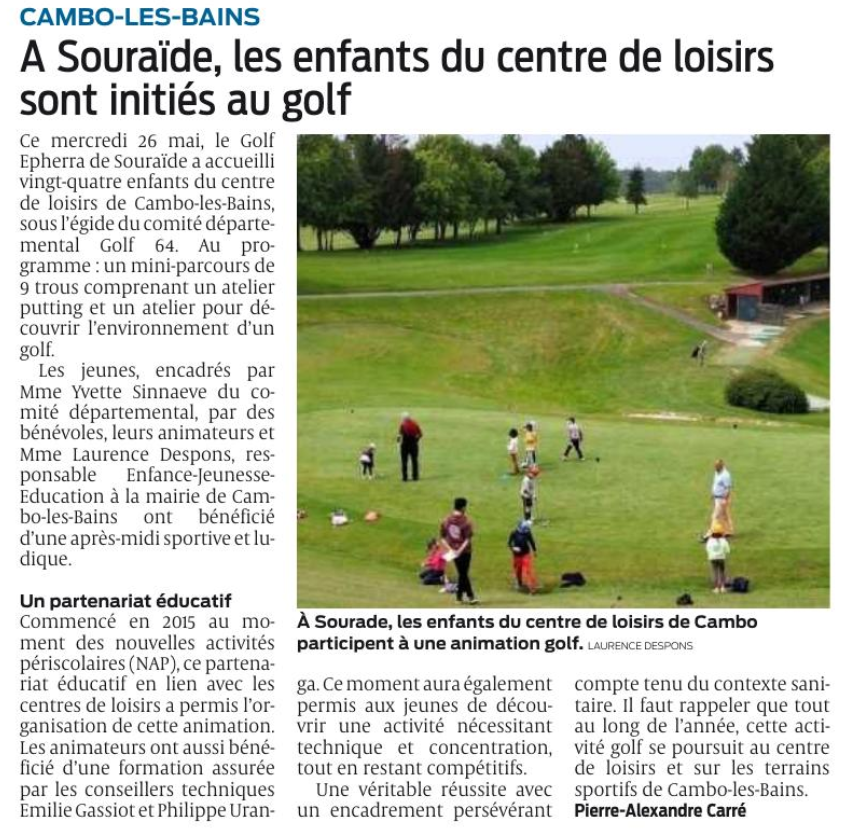 CAMBO-LES-BAINS
A Souraïde, les enfants du centre de loisirs
sont initiés au golf
Ce mercredi 26 mai, le Golf
Epherra de Souraïde a accueilli
vingt-quatre enfants du centre
de loisirs de Cambo-les-Bains,
sous l'égide du comité départe-
mental Golf 64. Au pro-
gramme : un mini-parcours de
9 trous comprenant un atelier
putting et un atelier pour dé-
couvrir l'environnement d'un
golf.
Les jeunes, encadrés par
Mme Yvette Sinnaeve du co-
mité départemental, par des
bénévoles, leurs animateurs et
Mme Laurence Despons, res-
ponsable Enfance-Jeunesse-
Education à la mairie de Cam-
bo-les-Bains ont bénéficié
d'une après-midi sportive et lu-
dique.
Un partenariat éducatif
Commencé en 2015 au mo-
ment des nouvelles activités
périscolaires (NAP), ce partena-
riat éducatif en lien avec les
centres de loisirs a permis l'or-
ganisation de cette animation.
Les animateurs ont aussi béné-
ficié d'une formation assurée
par les conseillers techniques
Emilie Gassiot et Philippe Uran-
À Sourade, les enfants du centre de loisirs de Cambo
participent à une animation golf. LAURENCE DESPONS
ga. Ce moment aura également
permis aux jeunes de décou-
vrir une activité nécessitant
technique et concentration,
tout en restant compétitifs.
Une véritable réussite avec
un encadrement persévérant
compte tenu du contexte sani-
taire. Il faut rappeler que tout
au long de l'année, cette acti-
vité golf se poursuit au centre
de loisirs et sur les terrains
sportifs de Cambo-les-Bains.
Pierre-Alexandre Carré